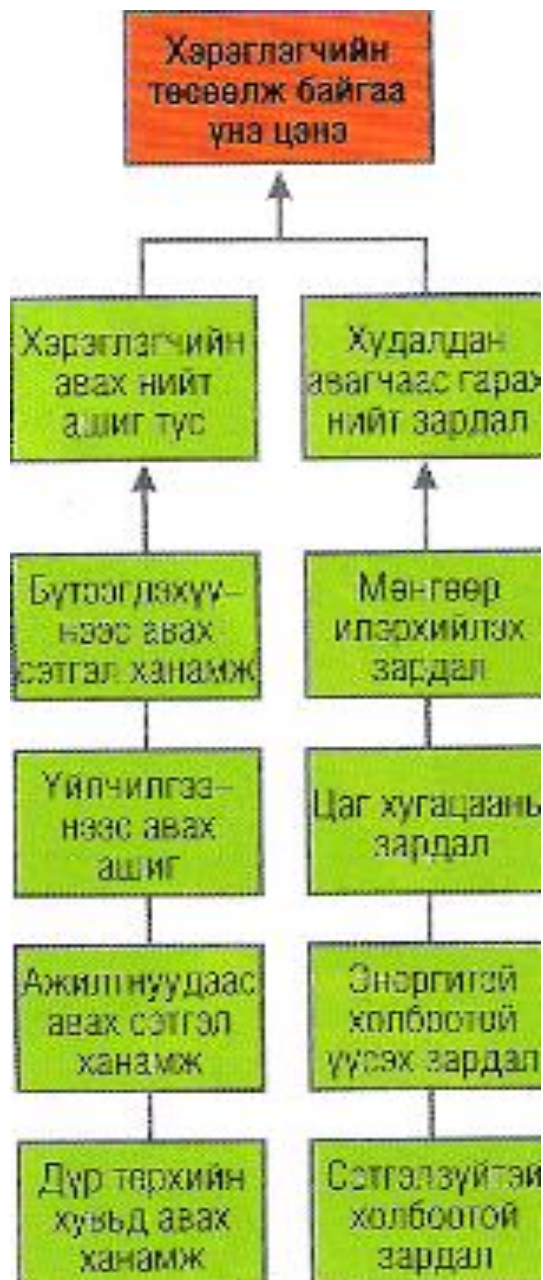 Хэрэглэгчийн
төсөөлж байгаа
үнэ цэнэ
Хэрэглэгчийн
авах нийт
ашиг тус
Худалдан
авагчаас гарах
нийт зардал
Бүтээгдэхүү–
нээс авах
сэтгэл ханамж
Мөнгөөр
илэрхийлэх
зардал
Үйлчилгээ–
нээс авах
ашиг
Цаг хугацааны
зардал
Ажилтнуудаас
авах сэтгэл
ханамж
Энергитэй
холбоотой
үүсэх зардал
Дүр төрхийн
хувьд авах
ханамж
Сэтгэлзүйтэй
холбоотой
зардал